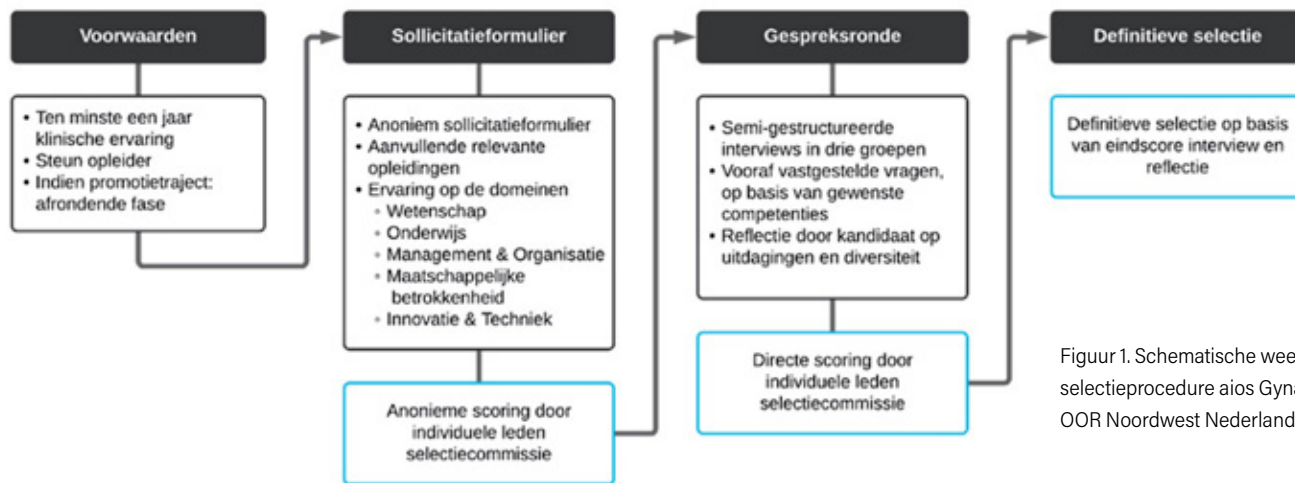 Voorwaarden
• Ten minste een jaar
klinische ervaring
• Steun opleider
• Indien promotietraject:
afrondende fase
Sollicitatieformulier
• Anoniem sollicitatieformulier
• Aanvullende relevante
opleidingen
• Ervaring op de domeinen
◦ Wetenschap
◦ Onderwijs
◦ Management & Organisatie
◦ Maatschappelijke
betrokkenheid
◦ Innovatie & Techniek
Anonieme scoring door
individuele leden
selectiecommissie
Gespreksronde
• Semi-gestructureerde
interviews in drie groepen
• Vooraf vastgestelde vragen,
op basis van gewenste
competenties
• Reflectie door kandidaat op
uitdagingen en diversiteit
Directe scoring door
individuele leden
selectiecommissie
Definitieve selectie
Definitieve selectie op basis
van eindscore interview en
reflectie
Figuur 1. Schematische
selectieprocedure aios
OOR Noordwest Nederland